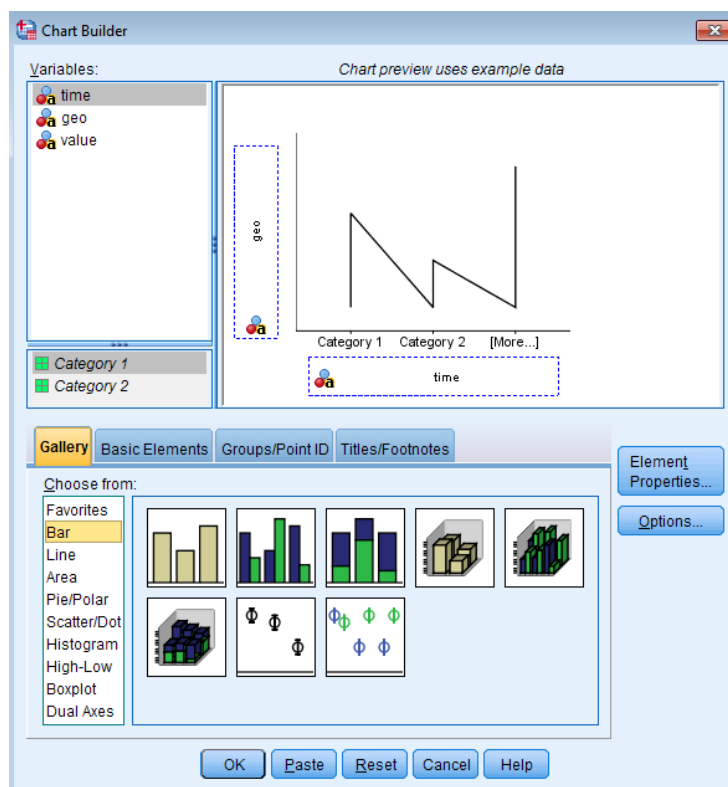 Chart Builder
Variables:
Chart preview uses example data
time
geo
value
Category 1
Category 2
geo
Category 1 Category 2 [More...]
time
Gallery Basic Elements Groups/Point ID Titles/Footnotes
Choose from:
Favorites
Bar
Line
Area
Pie/Polar
Scatter/Dot
Histogram
High-Low
Boxplot
Dual Axes
Element
Properties...
Options...
OK Paste Reset Cancel Help